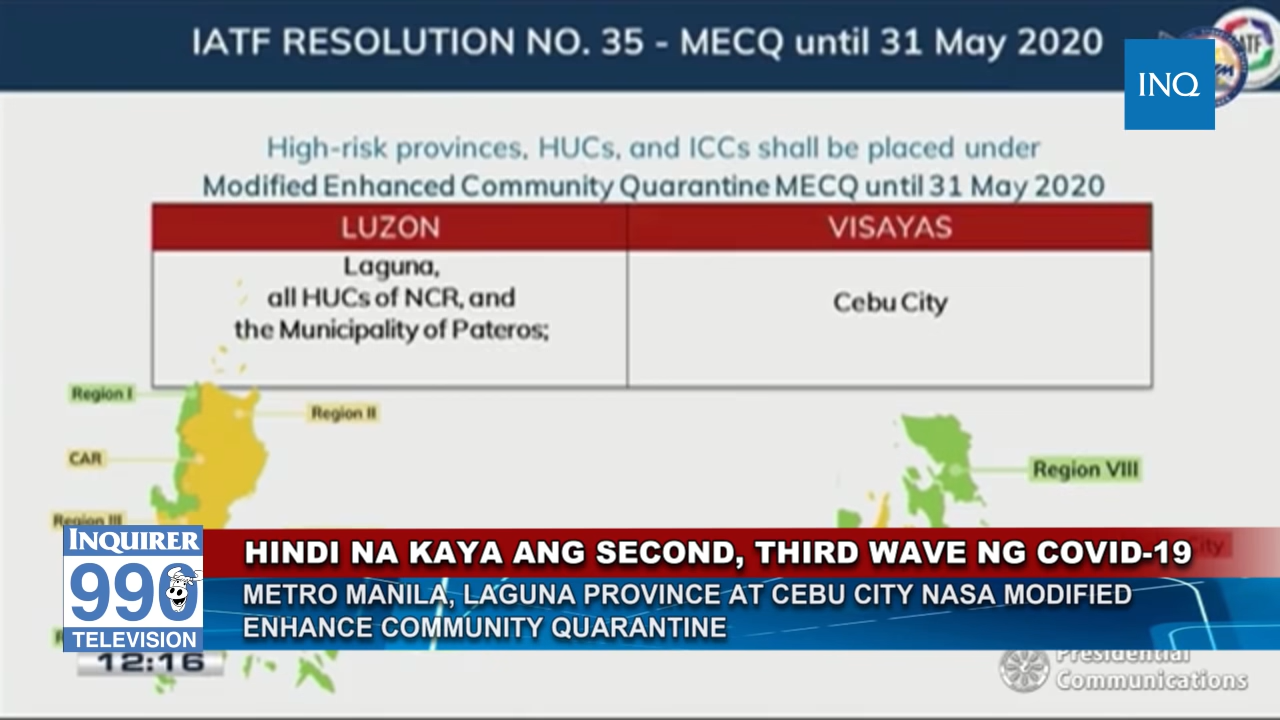 IATF RESOLUTION NO. 35 - MECQ until 31 May 2020
INQ
High-risk provinces, HUCs, and ICCs shall be placed under
Modified Enhanced Community Quarantine MECQ until 31 May 2020
LUZON
VISAYAS
Laguna,
all HUCs of NCR, and
the Municipality of Pateros;
Cebu City
Region I
Region II
CAR
Region VIII
Region III
INQUIRER
990
TELEVISION
12:16
HINDI NA KAYA ANG SECOND, THIRD WAVE NG COVID-19
METRO MANILA, LAGUNA PROVINCE AT CEBU CITY NASA MODIFIED
ENHANCE COMMUNITY QUARANTINE
Presidential
Communications